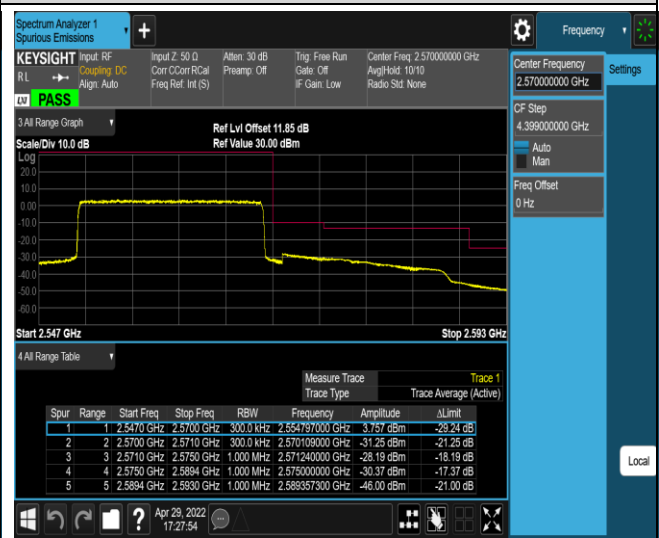 Spectrum Analyzer 1
Spurious Emissions
+
Frequency
KEYSIGHT Input: RF Input Z: 50 Ω Atten: 30 dB Trig: Free Run Center Freq: 2.570000000 GHz
RL Coupling: DC Corr CCorr RCal Preamp: Off Gate: Off Avg|Hold: 10/10
Align: Auto Freq Ref: Int (S) IF Gain: Low Radio Std: None
LXI PASS
Center Frequency
2.570000000 GHz
Settings
CF Step
4.399000000 GHz
Auto
Man
Freq Offset
0 Hz
3 All Range Graph
Ref Lvl Offset 11.85 dB
Scale/Div 10.0 dB Ref Value 30.00 dBm
Log
20.0
10.0
0.00
-10.0
-20.0
-30.0
-40.0
-50.0
-60.0
Start 2.547 GHz Stop 2.593 GHz
4 All Range Table
Measure Trace Trace 1
Trace Type Trace Average (Active)
Spur Range Start Freq Stop Freq RBW Frequency Amplitude ΔLimit
1 1 2.5470 GHz 2.5700 GHz 300.0 kHz 2.554797000 GHz 3.757 dBm -29.24 dB
2 2 2.5700 GHz 2.5710 GHz 300.0 kHz 2.570109000 GHz -31.25 dBm -21.25 dB
3 3 2.5710 GHz 2.5750 GHz 1.000 MHz 2.571240000 GHz -28.19 dBm -18.19 dB
4 4 2.5750 GHz 2.5894 GHz 1.000 MHz 2.575000000 GHz -30.37 dBm -17.37 dB
5 5 2.5894 GHz 2.5930 GHz 1.000 MHz 2.589357300 GHz -46.00 dBm -21.00 dB
Local
? Apr 29, 2022
17:27:54